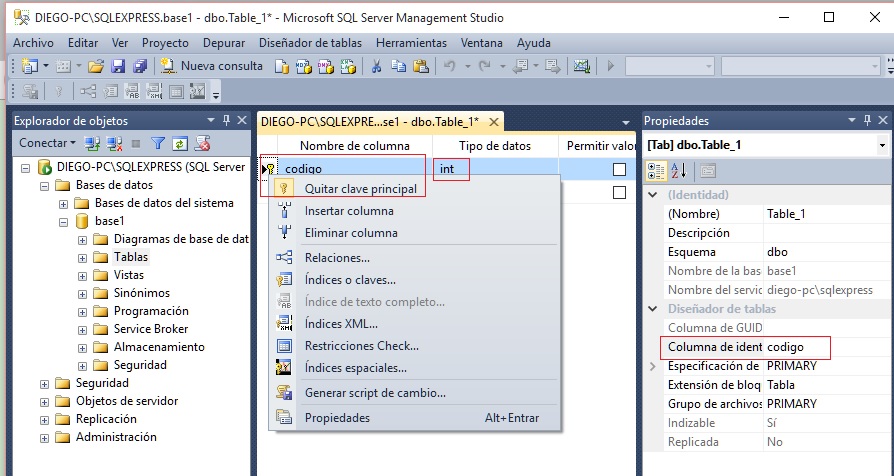 DIEGO-PC\SQLEXPRESS.base1 - dbo.Table_1* - Microsoft SQL Server Management Studio
Archivo Editar Ver Proyecto Depurar Diseñador de tablas Herramientas Ventana Ayuda
Nueva consulta
Explorador de objetos
Conectar
DIEGO-PC\SQLEXPRESS (SQL Server
Bases de datos
Bases de datos del sistema
base1
Diagramas de base de dat
Tablas
Vistas
Sinónimos
Programación
Service Broker
Almacenamiento
Seguridad
Seguridad
Objetos de servidor
Replicación
Administración
DIEGO-PC\SQLEXPRE...se1 - dbo.Table_1*
Nombre de columna Tipo de datos Permitir valor
codigo int
Quitar clave principal
Insertar columna
Eliminar columna
Relaciones...
Índices o claves...
Índice de texto completo...
Índices XML...
Restricciones Check...
Índices espaciales...
Generar script de cambio...
Propiedades Alt+Entrar
Propiedades
[Tab] dbo.Table_1
(Identidad)
(Nombre) Table_1
Descripción
Esquema dbo
Nombre de la base base1
Nombre del servic diego-pc\sqlexpress
Diseñador de tablas
Columna de GUID
Columna de ident codigo
Especificación de PRIMARY
Extensión de bloq Tabla
Grupo de archivos PRIMARY
Indizable Sí
Replicada No